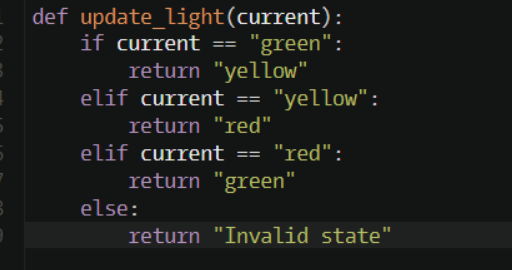 def update_light(current):
    if current == "green":
        return "yellow"
    elif current == "yellow":
        return "red"
    elif current == "red":
        return "green"
    else:
        return "Invalid state"